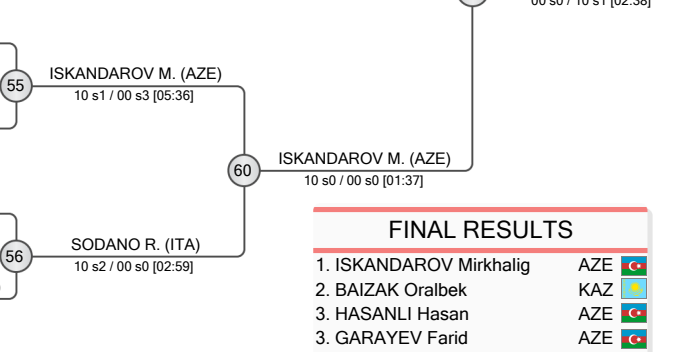 00 s0 / 10 s1 [02:38]
ISKANDAROV M. (AZE)
55
10 s1 / 00 s3 [05:36]
ISKANDAROV M. (AZE)
60
10 s0 / 00 s0 [01:37]
SODANO R. (ITA)
56
10 s2 / 00 s0 [02:59]
FINAL RESULTS
1. ISKANDAROV Mirkhalig AZE
2. BAIZAK Oralbek KAZ
3. HASANLI Hasan AZE
3. GARAYEV Farid AZE